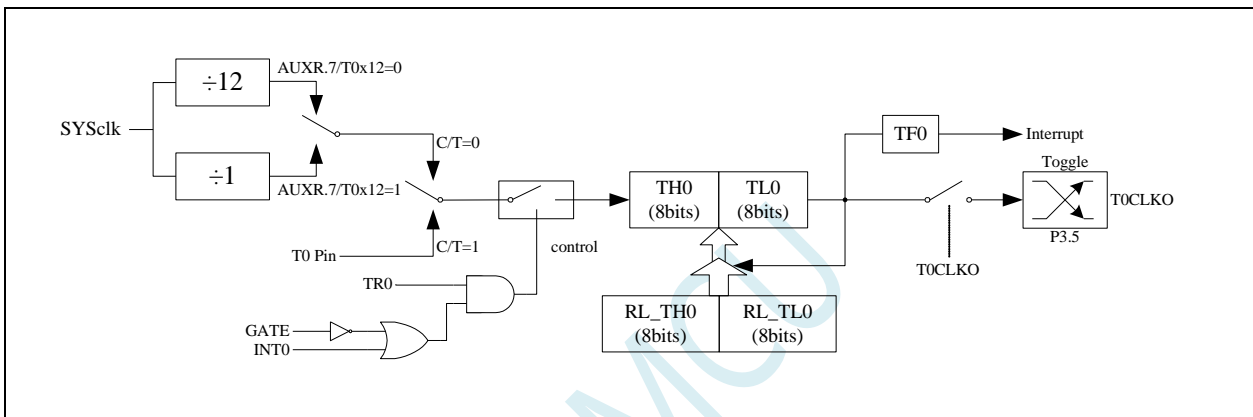 ÷12
AUXR.7/T0x12=0
SYSclk
÷1
AUXR.7/T0x12=1
C/T=0
T0 Pin
C/T=1
control
TR0
GATE
INT0
TH0
(8bits)
TL0
(8bits)
RL_TH0
(8bits)
RL_TL0
(8bits)
TF0
Interrupt
Toggle
T0CLKO
P3.5
T0CLKO
MCU